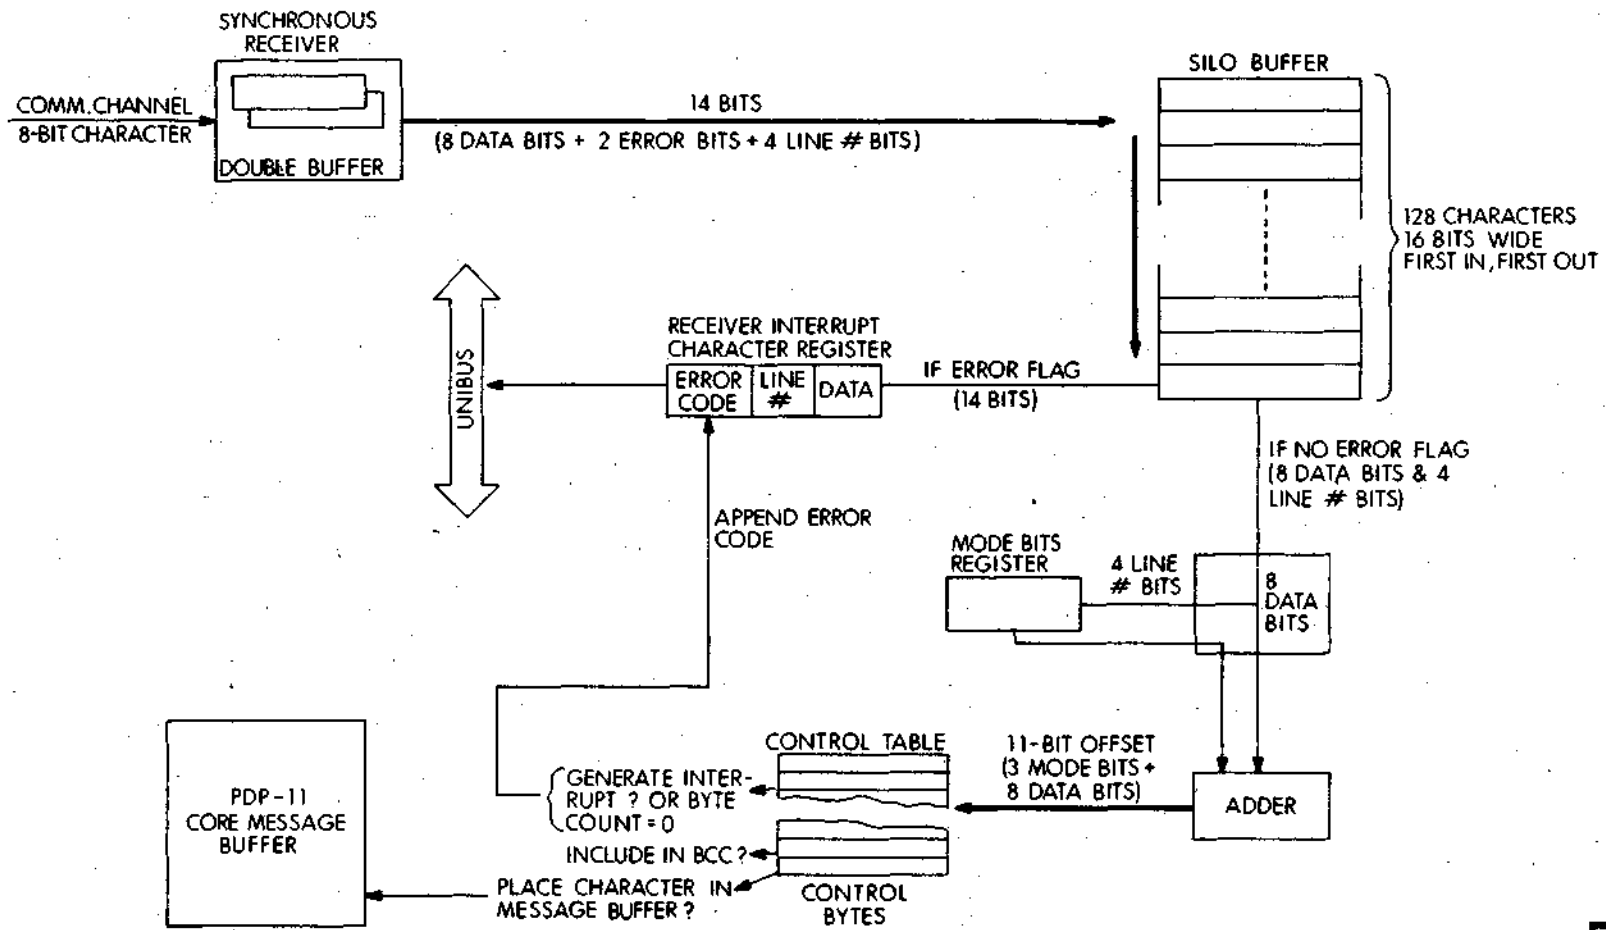 SYNCHRONOUS
RECEIVER
COMM. CHANNEL
8-BIT CHARACTER
DOUBLE BUFFER
14 BITS
(8 DATA BITS + 2 ERROR BITS + 4 LINE # BITS)
SILO BUFFER
128 CHARACTERS
16 BITS WIDE
FIRST IN, FIRST OUT
UNIBUS
RECEIVER INTERRUPT
CHARACTER REGISTER
ERROR
CODE
LINE
#
DATA
IF ERROR FLAG
(14 BITS)
IF NO ERROR FLAG
(8 DATA BITS & 4
LINE # BITS)
APPEND ERROR
CODE
MODE BITS
REGISTER
4 LINE
# BITS
8
DATA
BITS
PDP-11
CORE MESSAGE
BUFFER
GENERATE INTER-
RUPT ? OR BYTE
COUNT = 0
INCLUDE IN BCC ?
PLACE CHARACTER IN
MESSAGE BUFFER ?
CONTROL TABLE
CONTROL
BYTES
11-BIT OFFSET
(3 MODE BITS +
8 DATA BITS)
ADDER